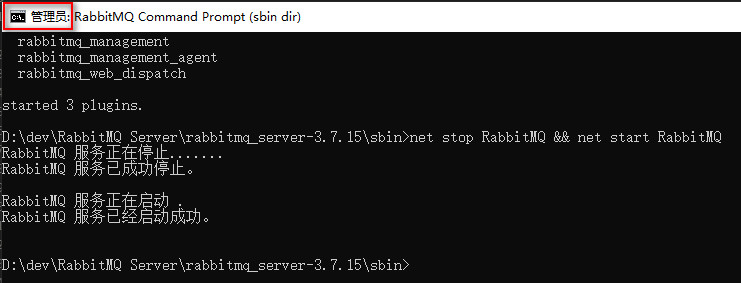 管理员: RabbitMQ Command Prompt (sbin dir)
rabbitmq_management
rabbitmq_management_agent
rabbitmq_web_dispatch
started 3 plugins.
D:\dev\RabbitMQ Server\rabbitmq_server-3.7.15\sbin>net stop RabbitMQ && net start RabbitMQ
RabbitMQ 服务正在停止.......
RabbitMQ 服务已成功停止。
RabbitMQ 服务正在启动 .
RabbitMQ 服务已经启动成功。
D:\dev\RabbitMQ Server\rabbitmq_server-3.7.15\sbin>